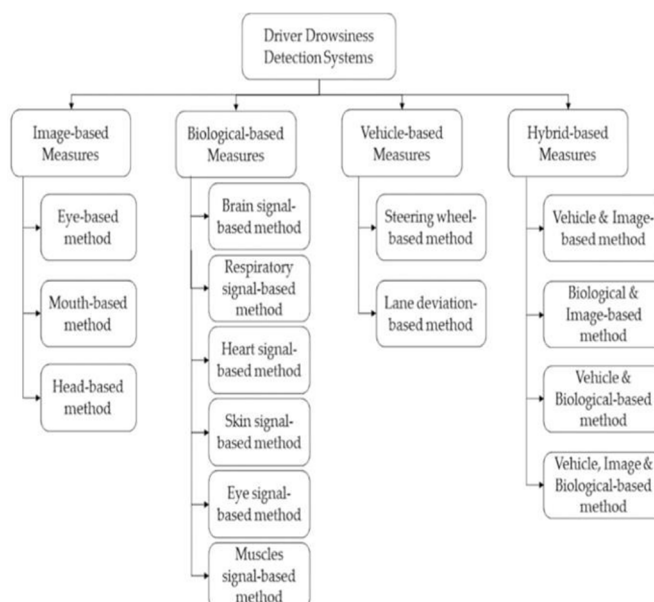 Driver Drowsiness
Detection Systems
Image-based
Measures
Biological-based
Measures
Vehicle-based
Measures
Hybrid-based
Measures
Eye-based
method
Mouth-based
method
Head-based
method
Brain signal-
based method
Respiratory
signal-based
method
Heart signal-
based method
Skin signal-
based method
Eye signal-
based method
Muscles
signal-based
method
Steering wheel-
based method
Lane deviation-
based method
Vehicle & Image-
based method
Biological &
Image-based
method
Vehicle &
Biological-based
method
Vehicle, Image &
Biological-based
method